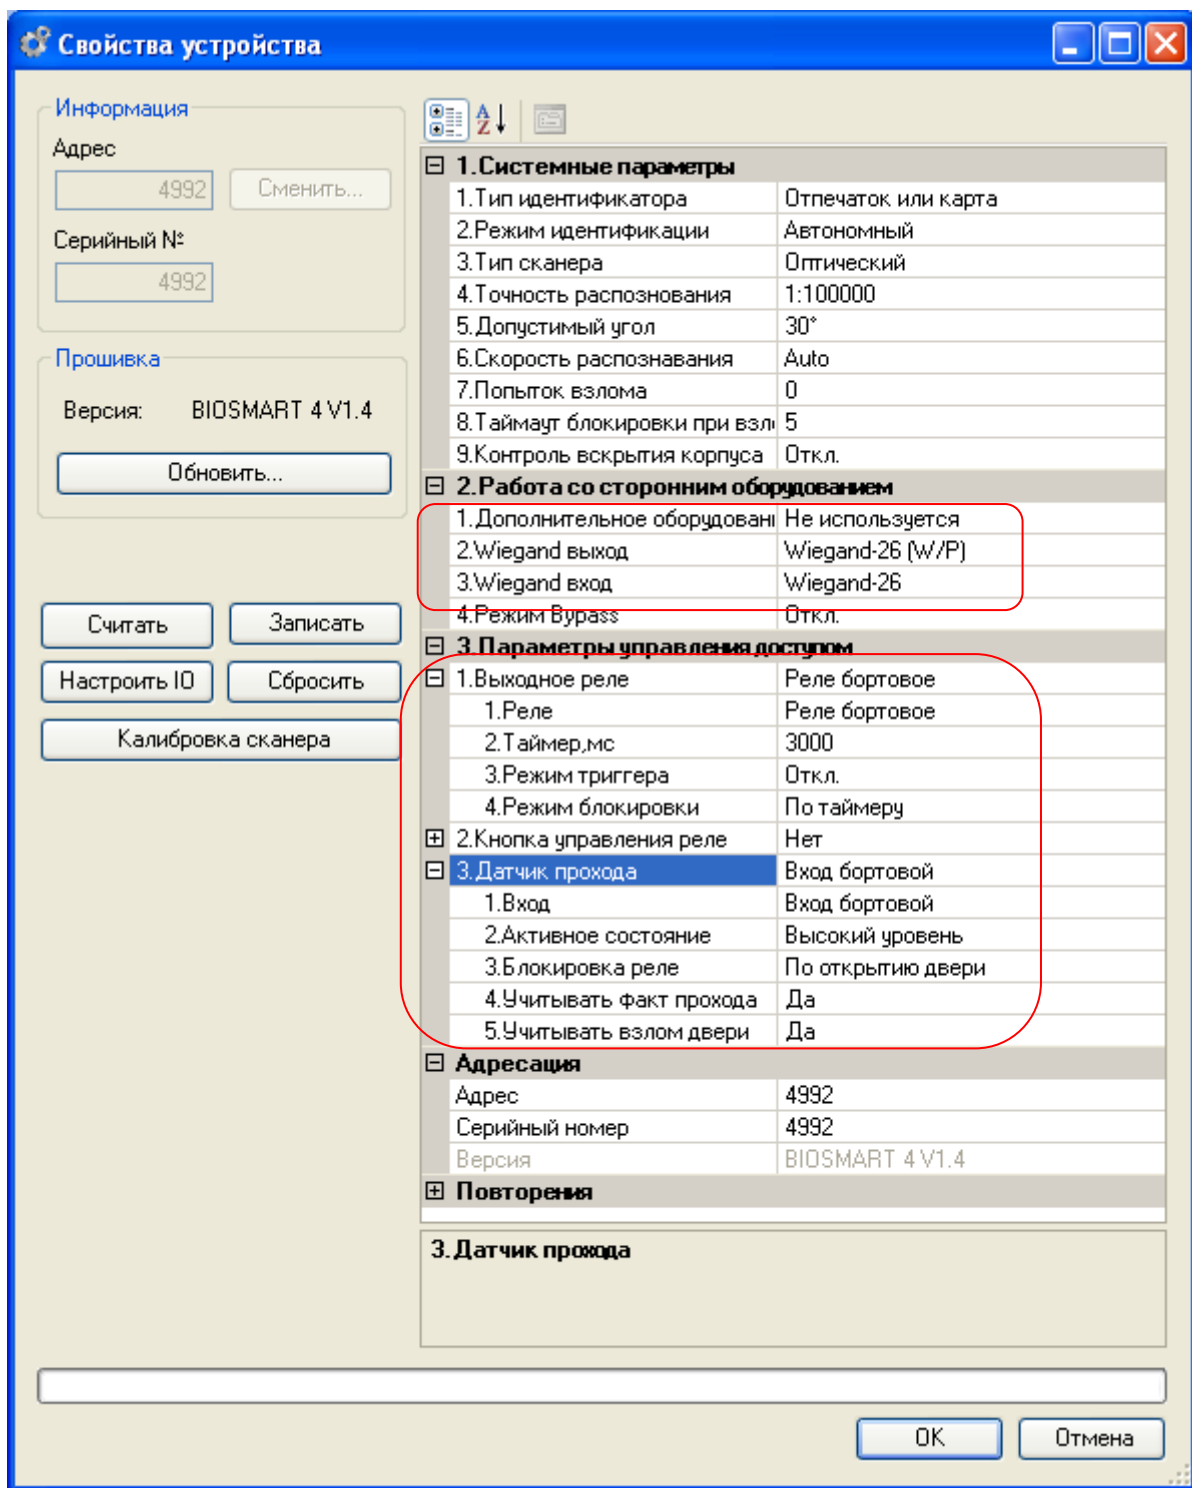 Свойства устройства
Информация
Адрес
4992 Сменить...
Серийный №
4992
Прошивка
Версия: BIOSMART 4 V1.4
Обновить...
Считать Записать
Настроить IO Сбросить
Калибровка сканера
1.Системные параметры
1.Тип идентификатора Отпечаток или карта
2.Режим идентификации Автономный
3.Тип сканера Оптический
4.Точность распознования 1:100000
5.Допустимый угол 30°
6.Скорость распознавания Auto
7.Попыток взлома 0
8.Таймаут блокировки при взл 5
9.Контроль вскрытия корпуса Откл.
2.Работа со сторонним оборудованием
1.Дополнительное оборудовани Не используется
2.Wiegand выход Wiegand-26 (W/P)
3.Wiegand вход Wiegand-26
4.Режим Bypass Откл.
3.Параметры управления доступом
1.Выходное реле Реле бортовое
1.Реле Реле бортовое
2.Таймер,мс 3000
3.Режим триггера Откл.
4.Режим блокировки По таймеру
2.Кнопка управления реле Нет
3.Датчик прохода Вход бортовой
1.Вход Вход бортовой
2.Активное состояние Высокий уровень
3.Блокировка реле По открытию двери
4.Учитывать факт прохода Да
5.Учитывать взлом двери Да
Адресация
Адрес 4992
Серийный номер 4992
Версия BIOSMART 4 V1.4
Повторения
3.Датчик прохода
OK Отмена